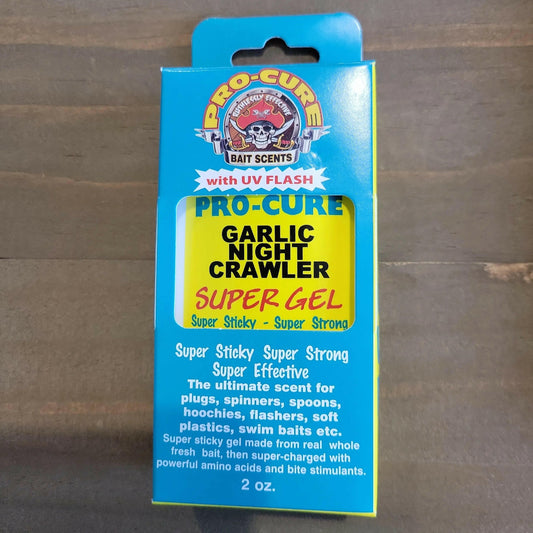 PRO-CURE
RUTHLESSLY EFFECTIVE
BAIT SCENTS
with UV FLASH
PRO-CURE
GARLIC
NIGHT
CRAWLER
SUPER GEL
Super Sticky - Super Strong
Super Sticky Super Strong
Super Effective
The ultimate scent for
plugs, spinners, spoons,
hoochies, flashers, soft
plastics, swim baits etc.
Super sticky gel made from real whole
fresh bait, then super-charged with
powerful amino acids and bite stimulants.
2 oz.